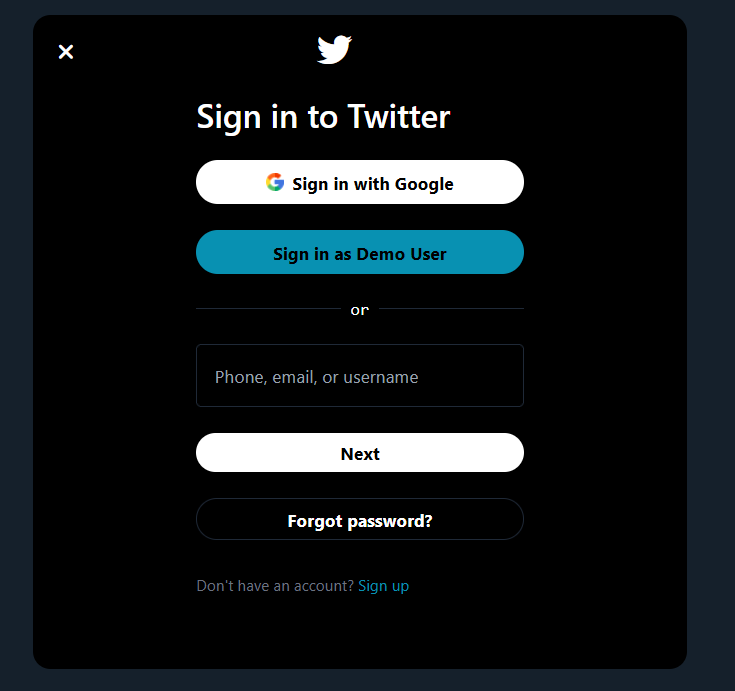 Sign in to Twitter
Sign in with Google
Sign in as Demo User
or
Phone, email, or username
Next
Forgot password?
Don't have an account? Sign up